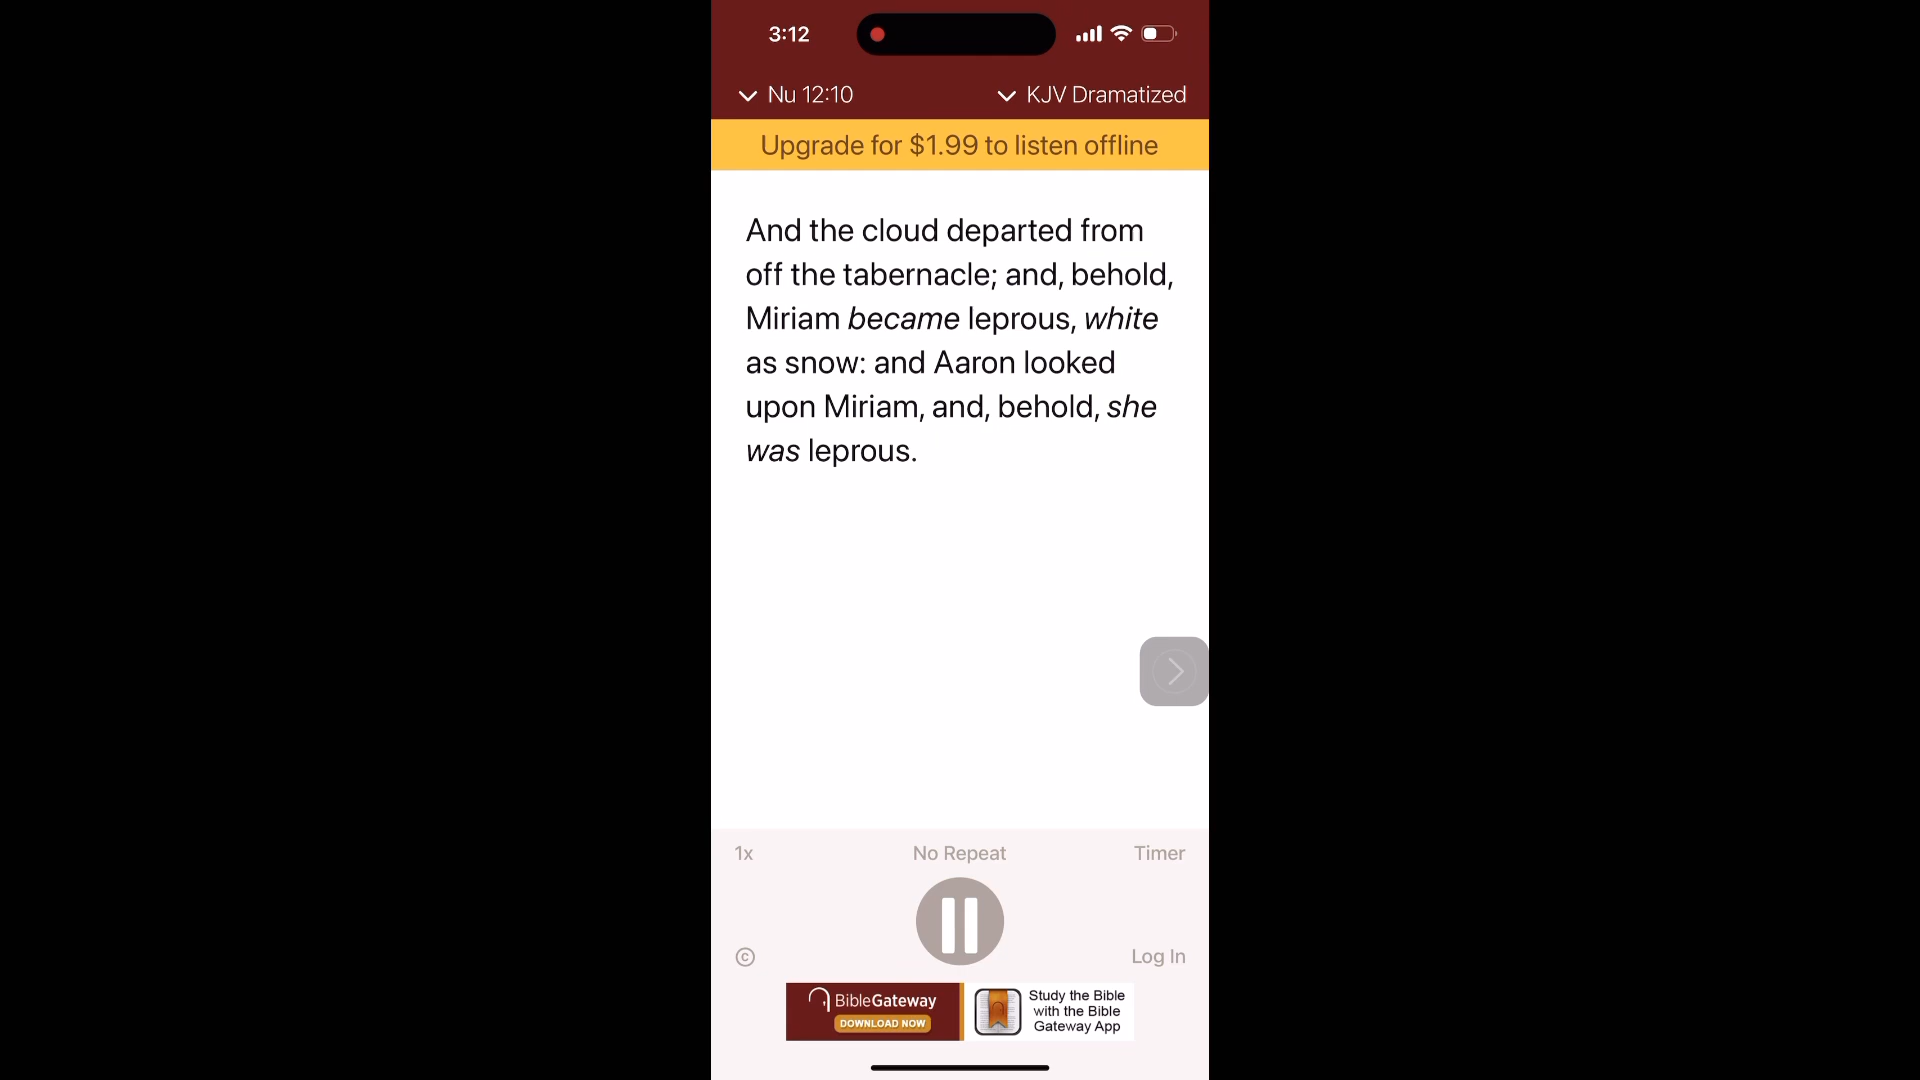 3:12
Nu 12:10
KJV Dramatized
Upgrade for $1.99 to listen offline
And the cloud departed from
off the tabernacle; and, behold,
Miriam became leprous, white
as snow: and Aaron looked
upon Miriam, and, behold, she
was leprous.
1x
No Repeat
Timer
©
Log In
BibleGateway
DOWNLOAD NOW
Study the Bible
with the Bible
Gateway App